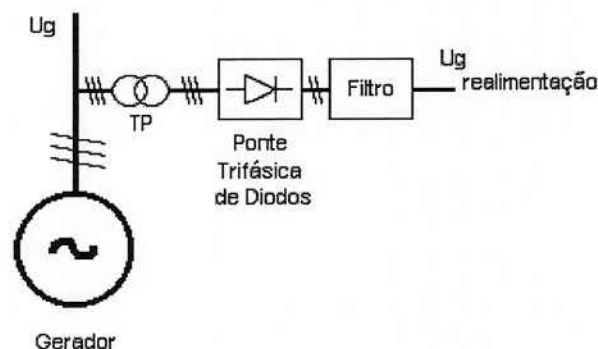 Ug
TP
Ponte
Trifásica
de Diodos
Filtro
Ug
realimentação
Gerador